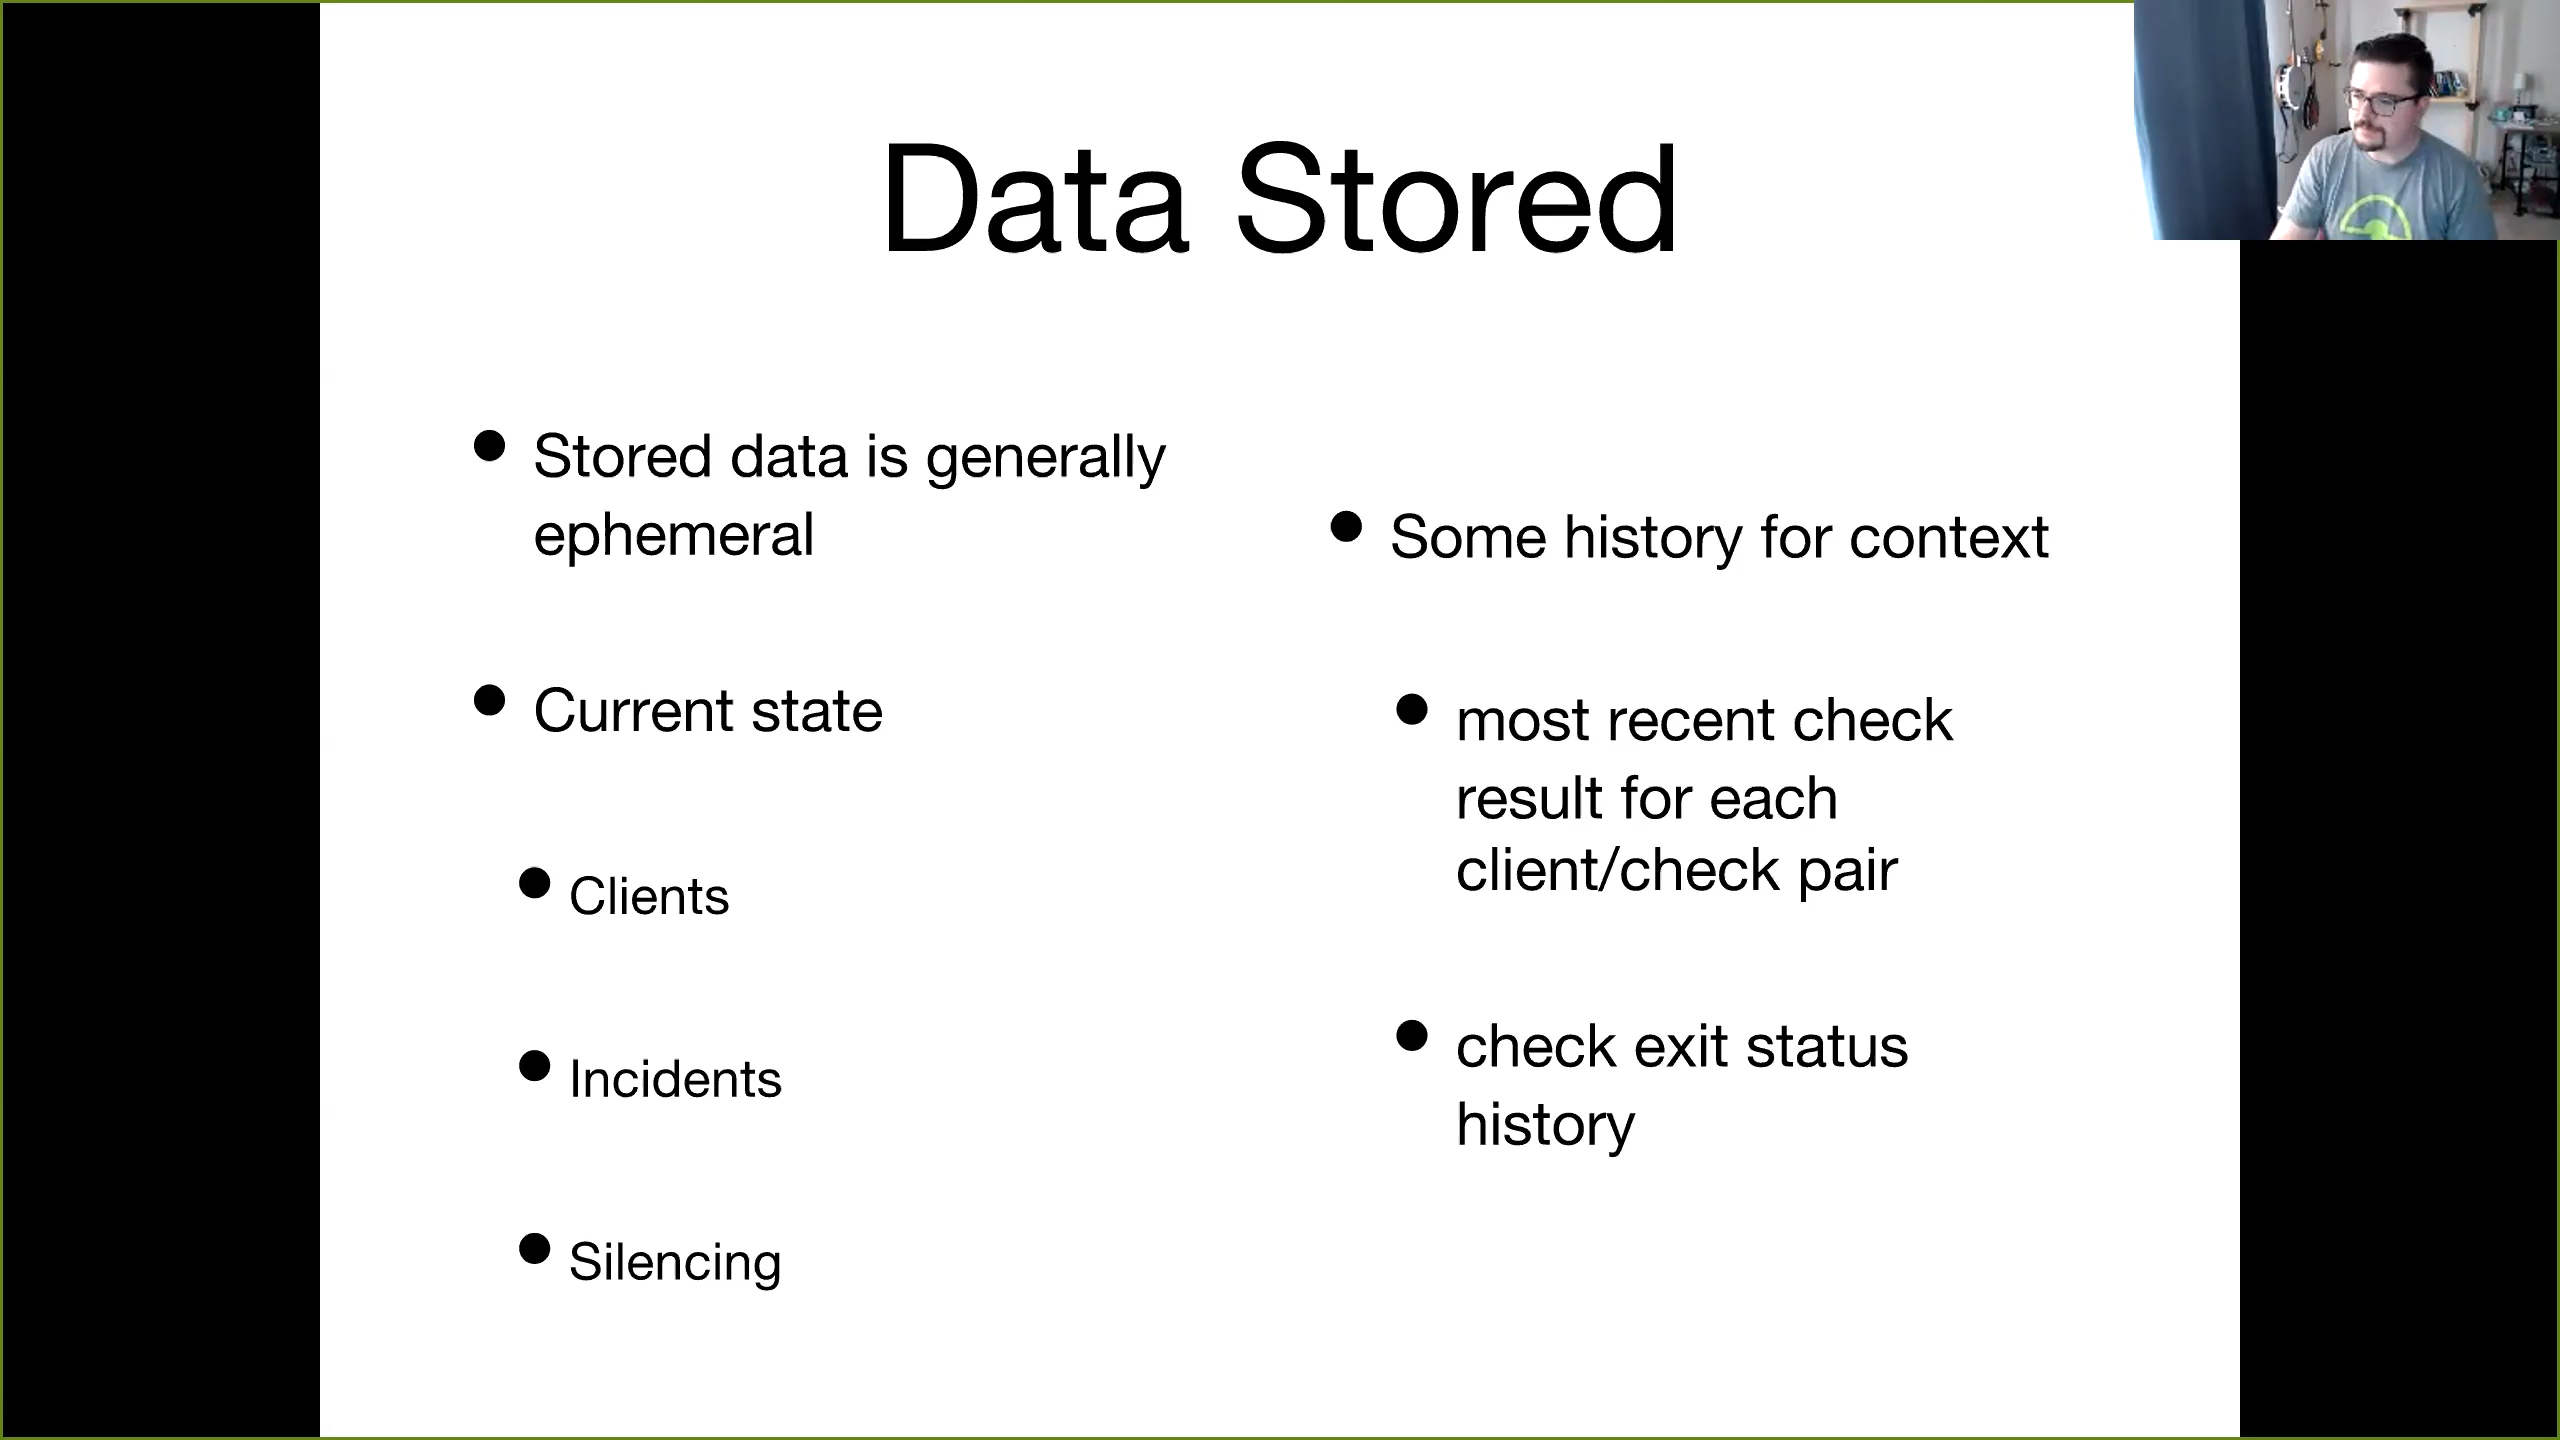 Data Stored
• Stored data is generally
ephemeral
• Current state
• Clients
• Incidents
• Silencing
• Some history for context
• most recent check
result for each
client/check pair
• check exit status
history